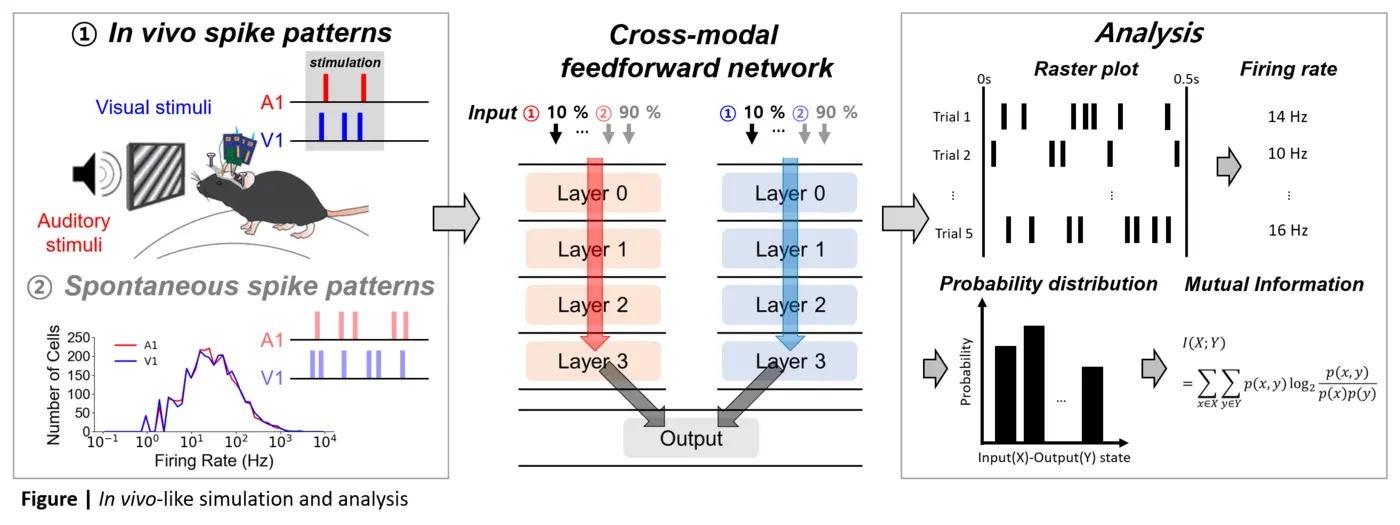 ① In vivo spike patterns
Visual stimuli
stimulation
A1
V1
Auditory
stimuli
② Spontaneous spike patterns
Number of Cells
250
200
150
100
50
0
A1
V1
10⁻¹ 10⁰ 10¹ 10² 10³ 10⁴
Firing Rate (Hz)
A1
V1
Cross-modal
feedforward network
Input ① 10 % ... ② 90 %
① 10 % ... ② 90 %
Layer 0
Layer 1
Layer 2
Layer 3
Layer 0
Layer 1
Layer 2
Layer 3
Output
Analysis
0s Raster plot 0.5s Firing rate
Trial 1 14 Hz
Trial 2 10 Hz
⋮ ⋮ ⋮
Trial 5 16 Hz
Probability distribution
Probability
...
Input(X)-Output(Y) state
Mutual Information
I(X; Y)
= ∑x∈X ∑y∈Y p(x, y) log₂ p(x, y) / p(x)p(y)
Figure | In vivo-like simulation and analysis